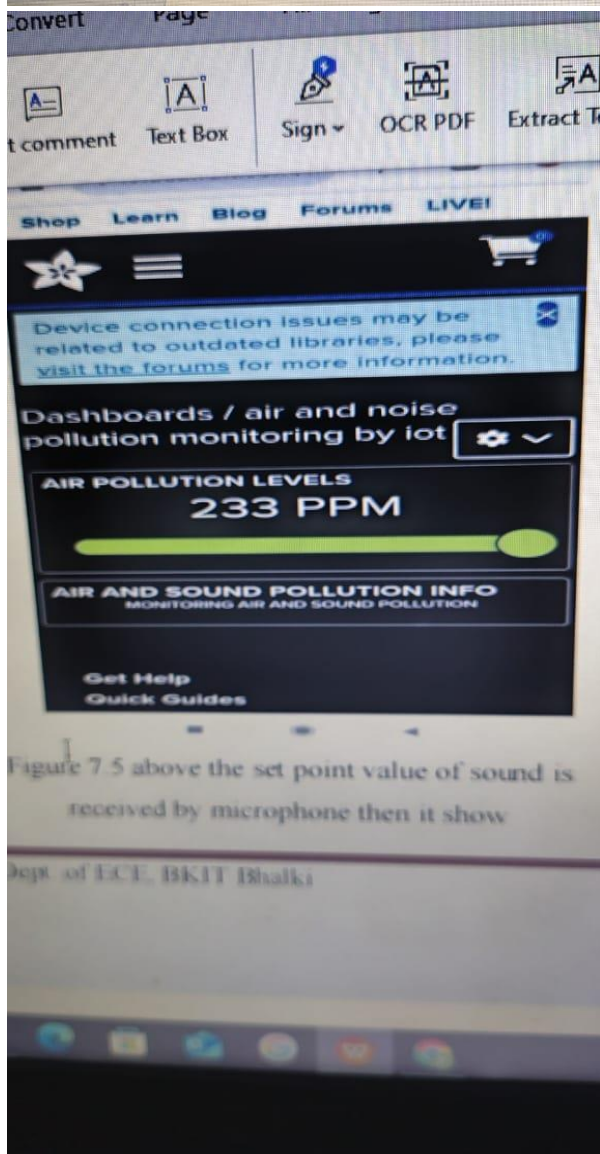 Convert Page
t comment Text Box Sign OCR PDF Extract Te
Shop Learn Blog Forums LIVE!
0
Device connection issues may be
related to outdated libraries, please
visit the forums for more information.
Dashboards / air and noise
pollution monitoring by iot
AIR POLLUTION LEVELS
233 PPM
AIR AND SOUND POLLUTION INFO
MONITORING AIR AND SOUND POLLUTION
Get Help
Quick Guides
Figure 7.5 above the set point value of sound is
received by microphone then it show
Dept of ECE, BKIT Bhalki